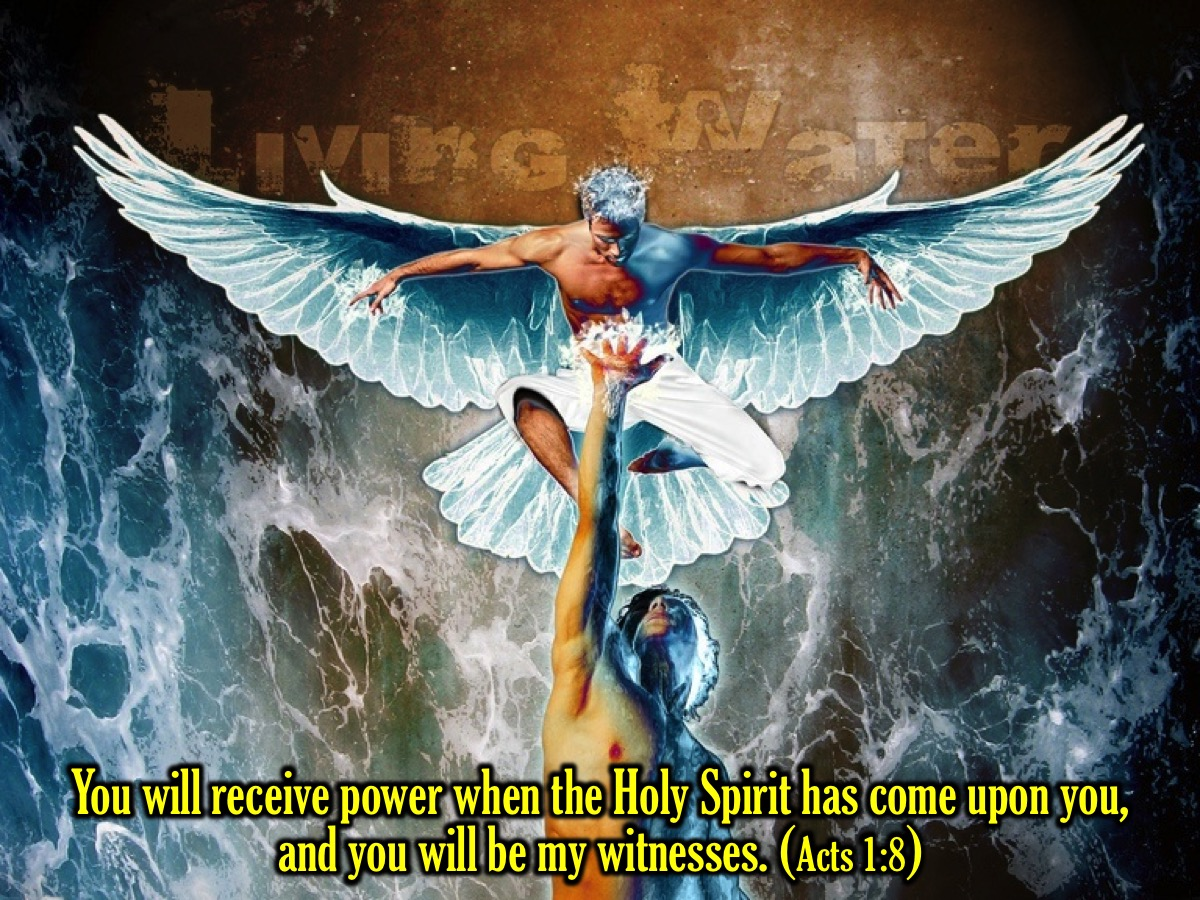 Living Water
You will receive power when the Holy Spirit has come upon you,
and you will be my witnesses. (Acts 1:8)